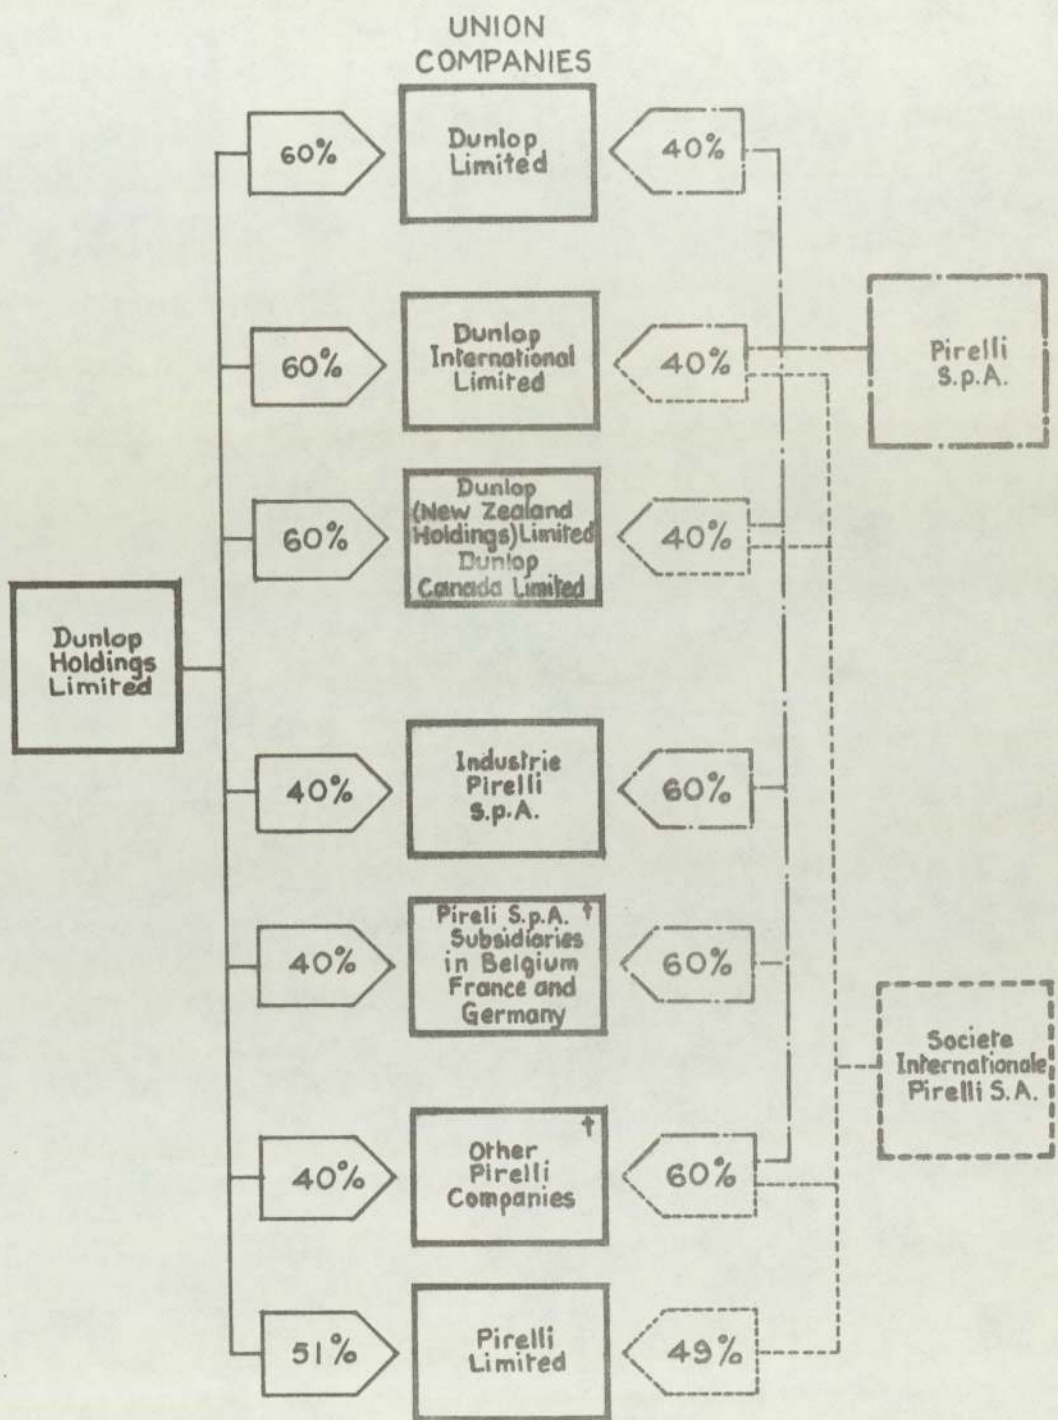 UNION
COMPANIES
60%
Dunlop
Limited
40%
60%
Dunlop
International
Limited
40%
Pirelli
S.p.A.
60%
Dunlop
(New Zealand
Holdings) Limited
Dunlop
Canada Limited
40%
Dunlop
Holdings
Limited
40%
Industrie
Pirelli
S.p.A.
60%
40%
Pireli S.p.A. †
Subsidiaries
in Belgium
France and
Germany
60%
Societe
Internationale
Pirelli S.A.
40%
†
Other
Pirelli
Companies
60%
51%
Pirelli
Limited
49%